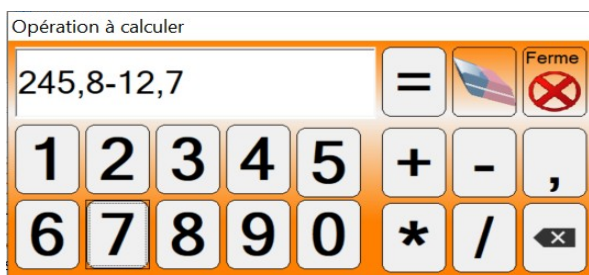 Opération à calculer
245,8-12,7 = Ferme
1 2 3 4 5 + - ,
6 7 8 9 0 * /